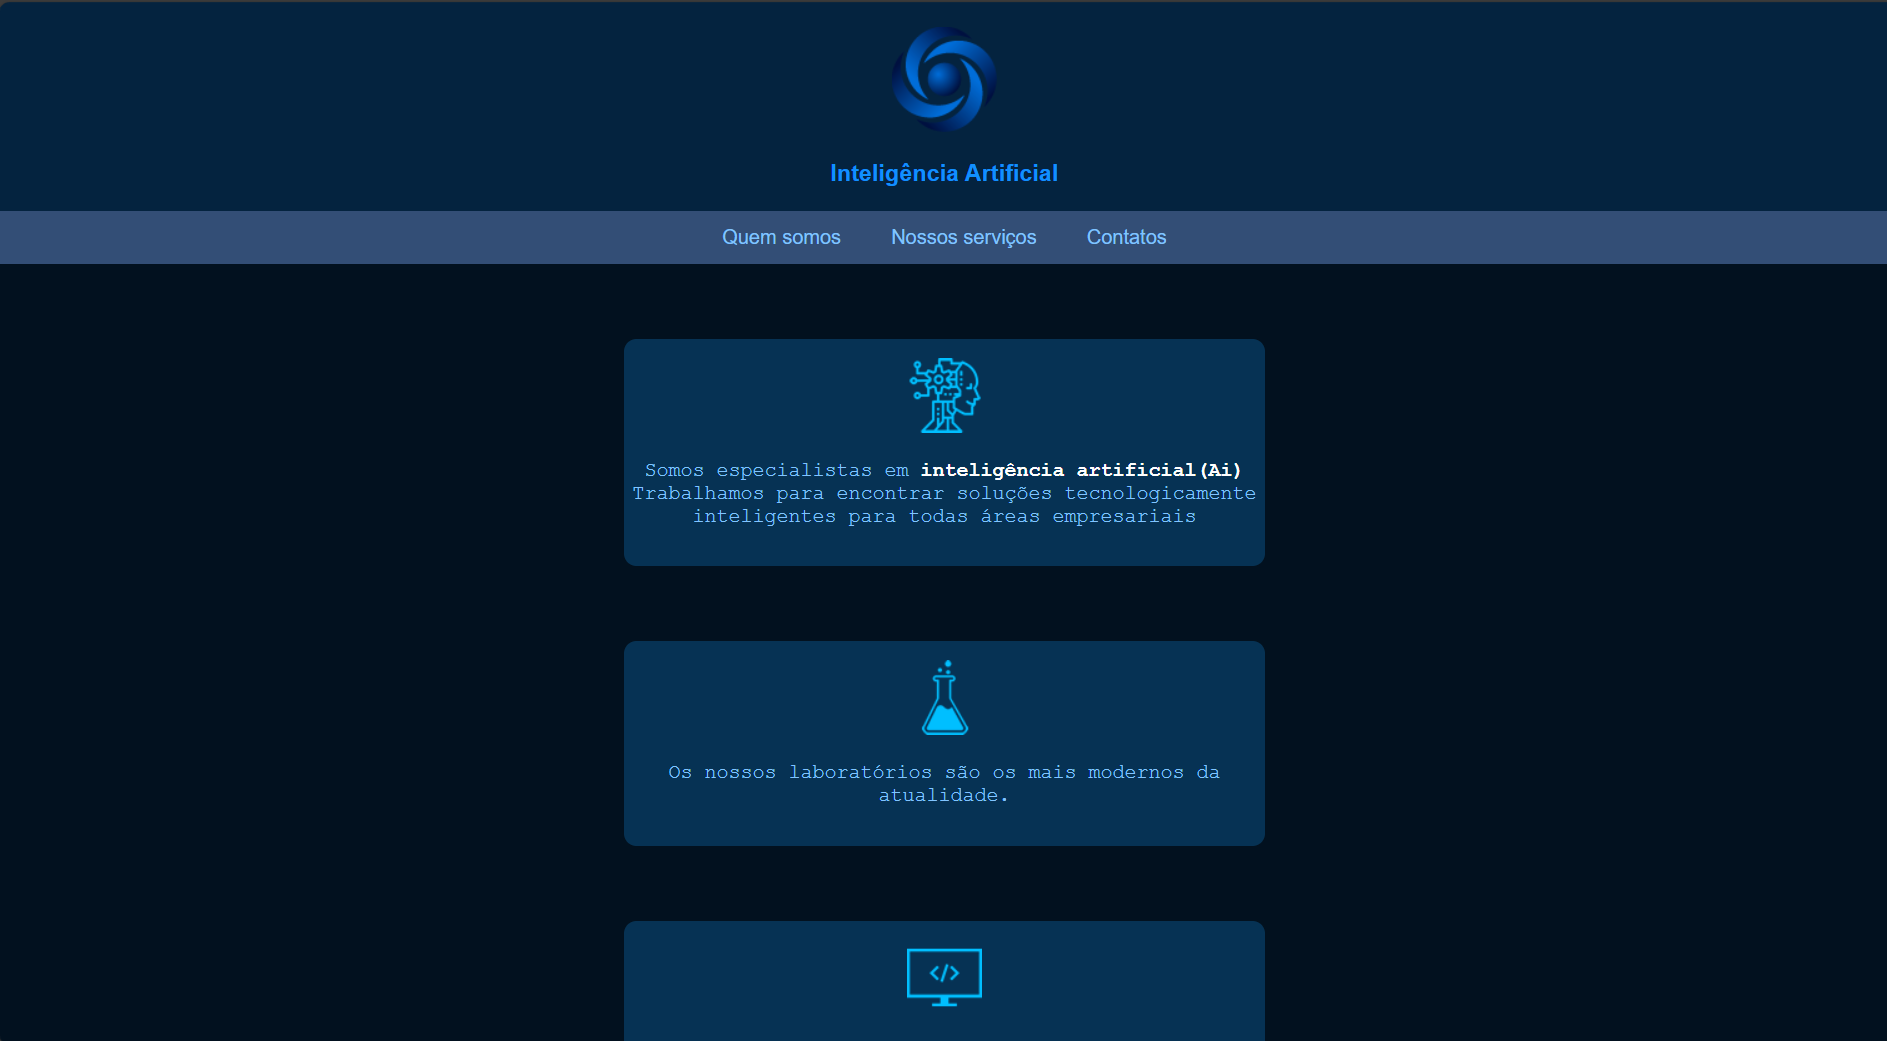 Inteligência Artificial
Quem somos Nossos serviços Contatos
Somos especialistas em inteligência artificial(Ai)
Trabalhamos para encontrar soluções tecnologicamente
inteligentes para todas áreas empresariais
Os nossos laboratórios são os mais modernos da
atualidade.
</>